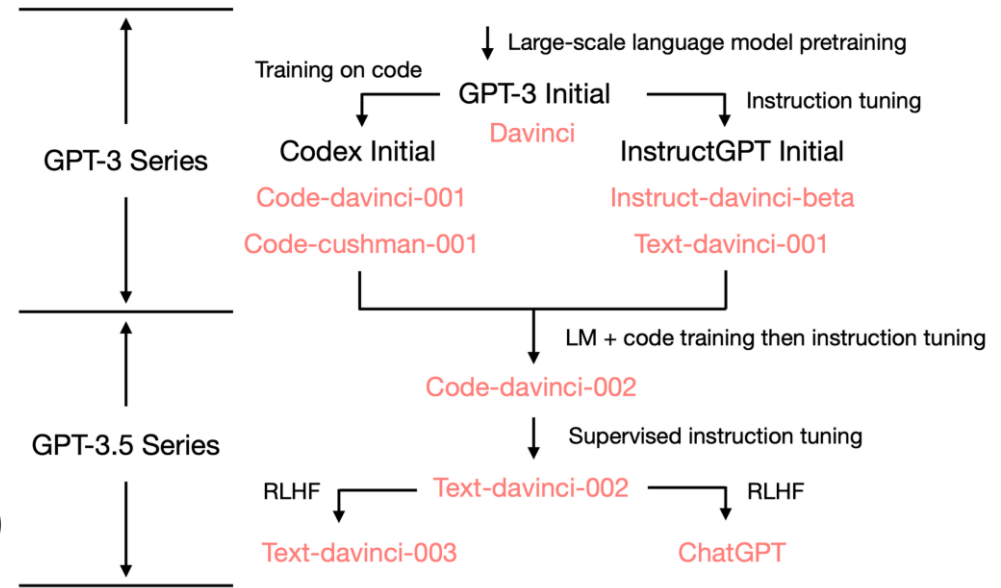 Large-scale language model pretraining
Training on code
GPT-3 Initial
Instruction tuning
Davinci
GPT-3 Series
Codex Initial
InstructGPT Initial
Code-davinci-001
Instruct-davinci-beta
Code-cushman-001
Text-davinci-001
LM + code training then instruction tuning
Code-davinci-002
GPT-3.5 Series
Supervised instruction tuning
RLHF
Text-davinci-002
RLHF
Text-davinci-003
ChatGPT
)